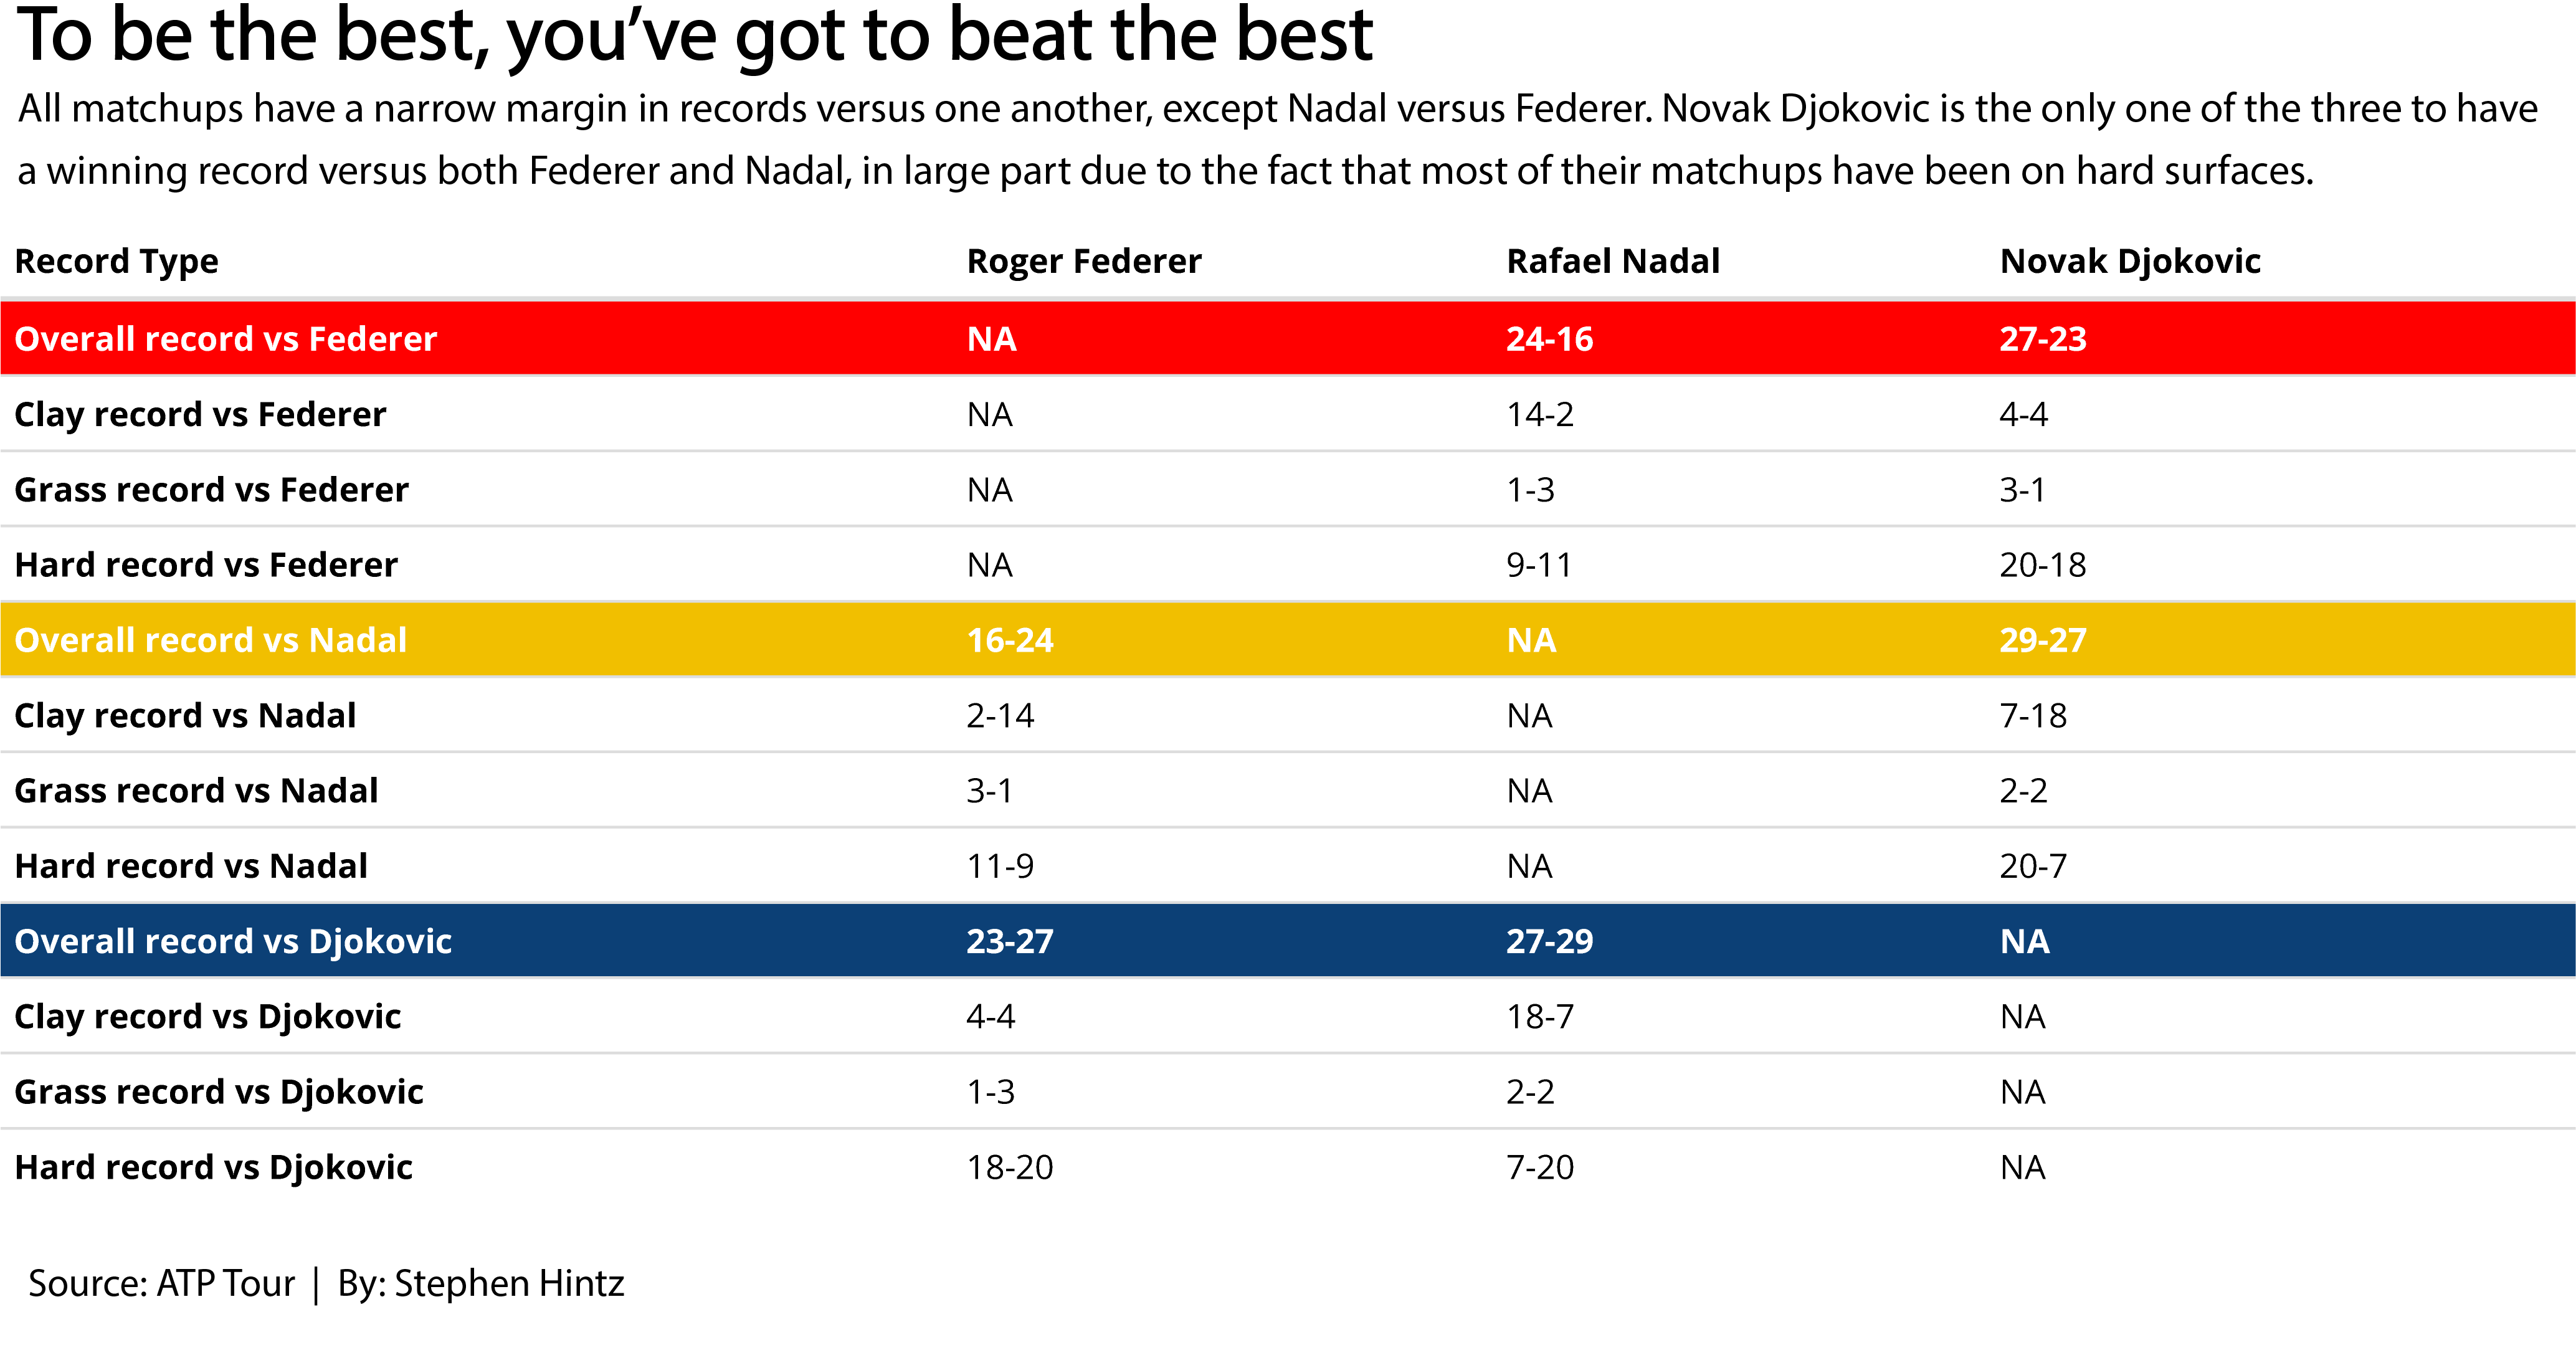 To be the best, you’ve got to beat the best
All matchups have a narrow margin in records versus one another, except Nadal versus Federer. Novak Djokovic is the only one of the three to have
a winning record versus both Federer and Nadal, in large part due to the fact that most of their matchups have been on hard surfaces.
Record Type Roger Federer Rafael Nadal Novak Djokovic
Overall record vs Federer NA 24-16 27-23
Clay record vs Federer NA 14-2 4-4
Grass record vs Federer NA 1-3 3-1
Hard record vs Federer NA 9-11 20-18
Overall record vs Nadal 16-24 NA 29-27
Clay record vs Nadal 2-14 NA 7-18
Grass record vs Nadal 3-1 NA 2-2
Hard record vs Nadal 11-9 NA 20-7
Overall record vs Djokovic 23-27 27-29 NA
Clay record vs Djokovic 4-4 18-7 NA
Grass record vs Djokovic 1-3 2-2 NA
Hard record vs Djokovic 18-20 7-20 NA
Source: ATP Tour | By: Stephen Hintz